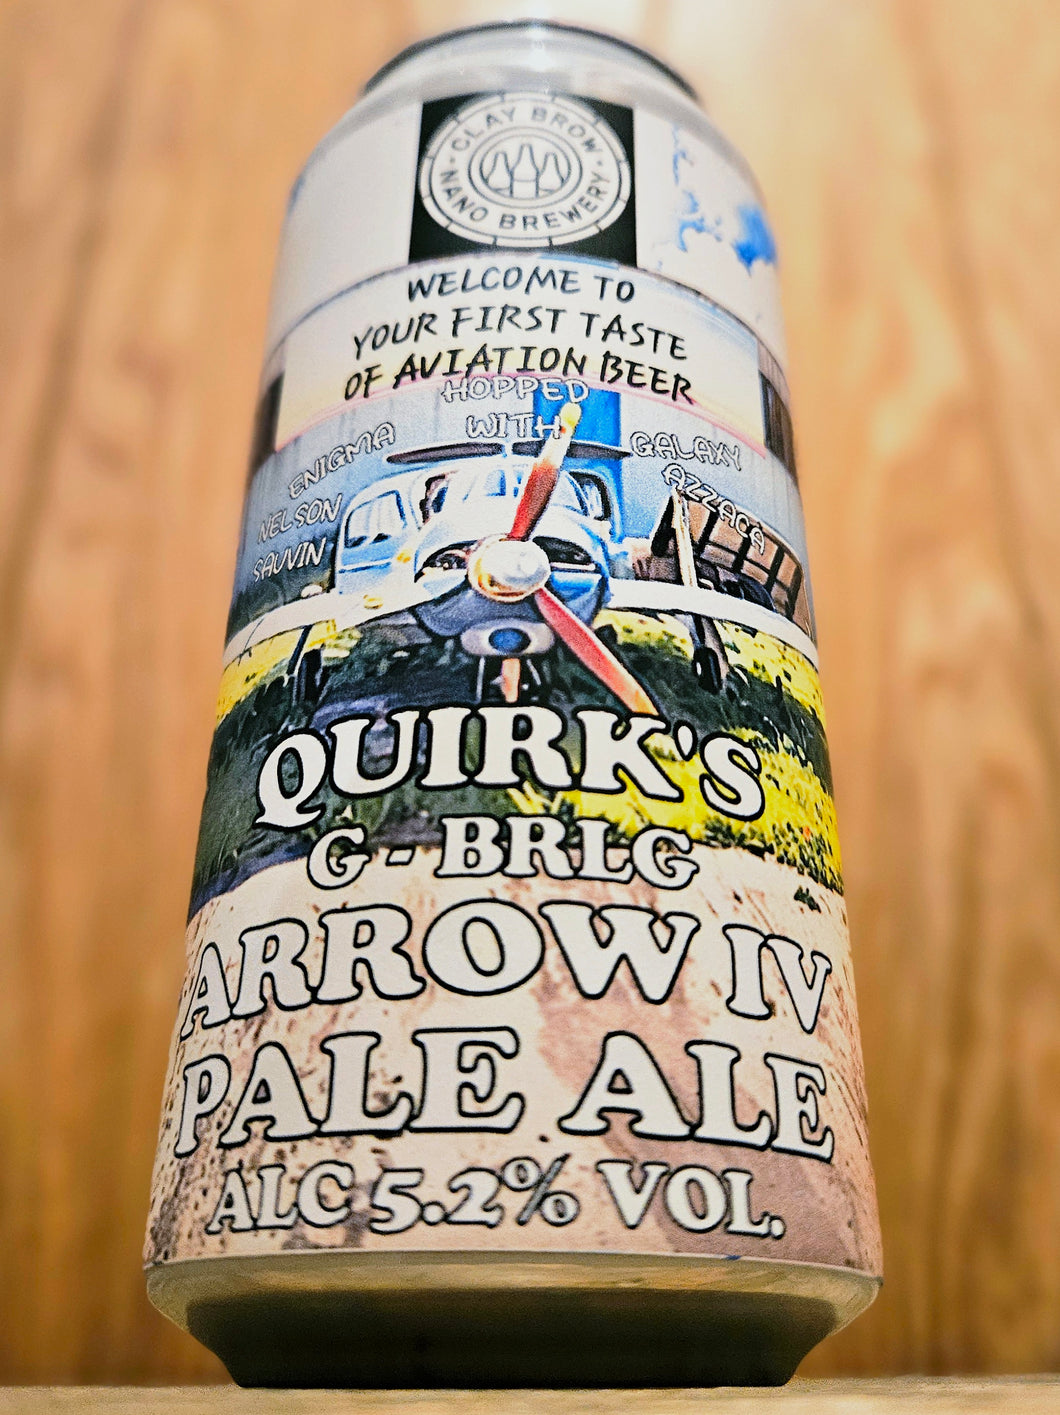 CLAY BROW
NANO BREWERY
WELCOME TO
YOUR FIRST TASTE
OF AVIATION BEER
HOPPED
WITH
ENIGMA
NELSON
SAUVIN
GALAXY
AZZACA
QUIRK'S
G - BRLG
ARROW IV
PALE ALE
ALC 5.2% VOL.